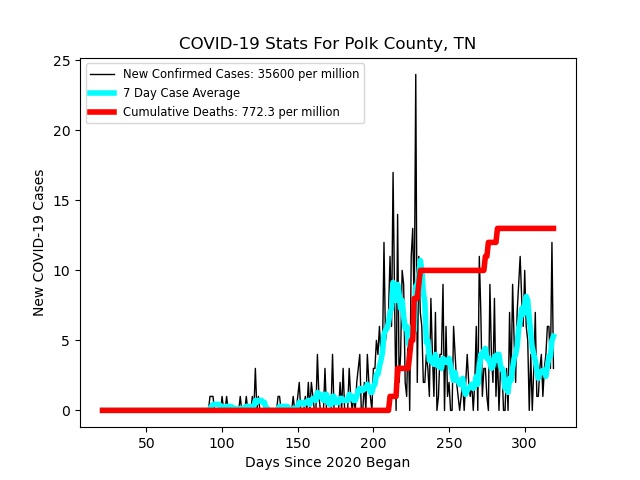 COVID-19 Stats For Polk County, TN
New Confirmed Cases: 35600 per million
7 Day Case Average
Cumulative Deaths: 772.3 per million
New COVID-19 Cases
25
20
15
10
5
0
50 100 150 200 250 300
Days Since 2020 Began